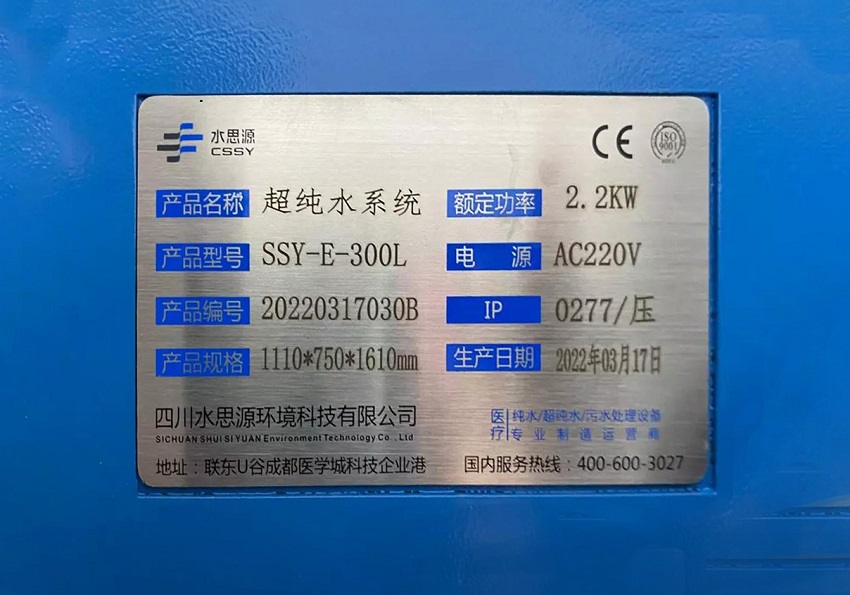 水思源
CSSY
CE
ISO
9001
产品名称 超纯水系统 额定功率 2.2KW
产品型号 SSY-E-300L 电 源 AC220V
产品编号 20220317030B IP 0277/压
产品规格 1110*750*1610mm 生产日期 2022年03月17日
四川水思源环境科技有限公司
SICHUAN SHUI SI YUAN Environment Technology Co . Ltd
医疗 纯水/超纯水/污水处理设备
专业制造运营商
地址：联东U谷成都医学城科技企业港 国内服务热线：400-600-3027